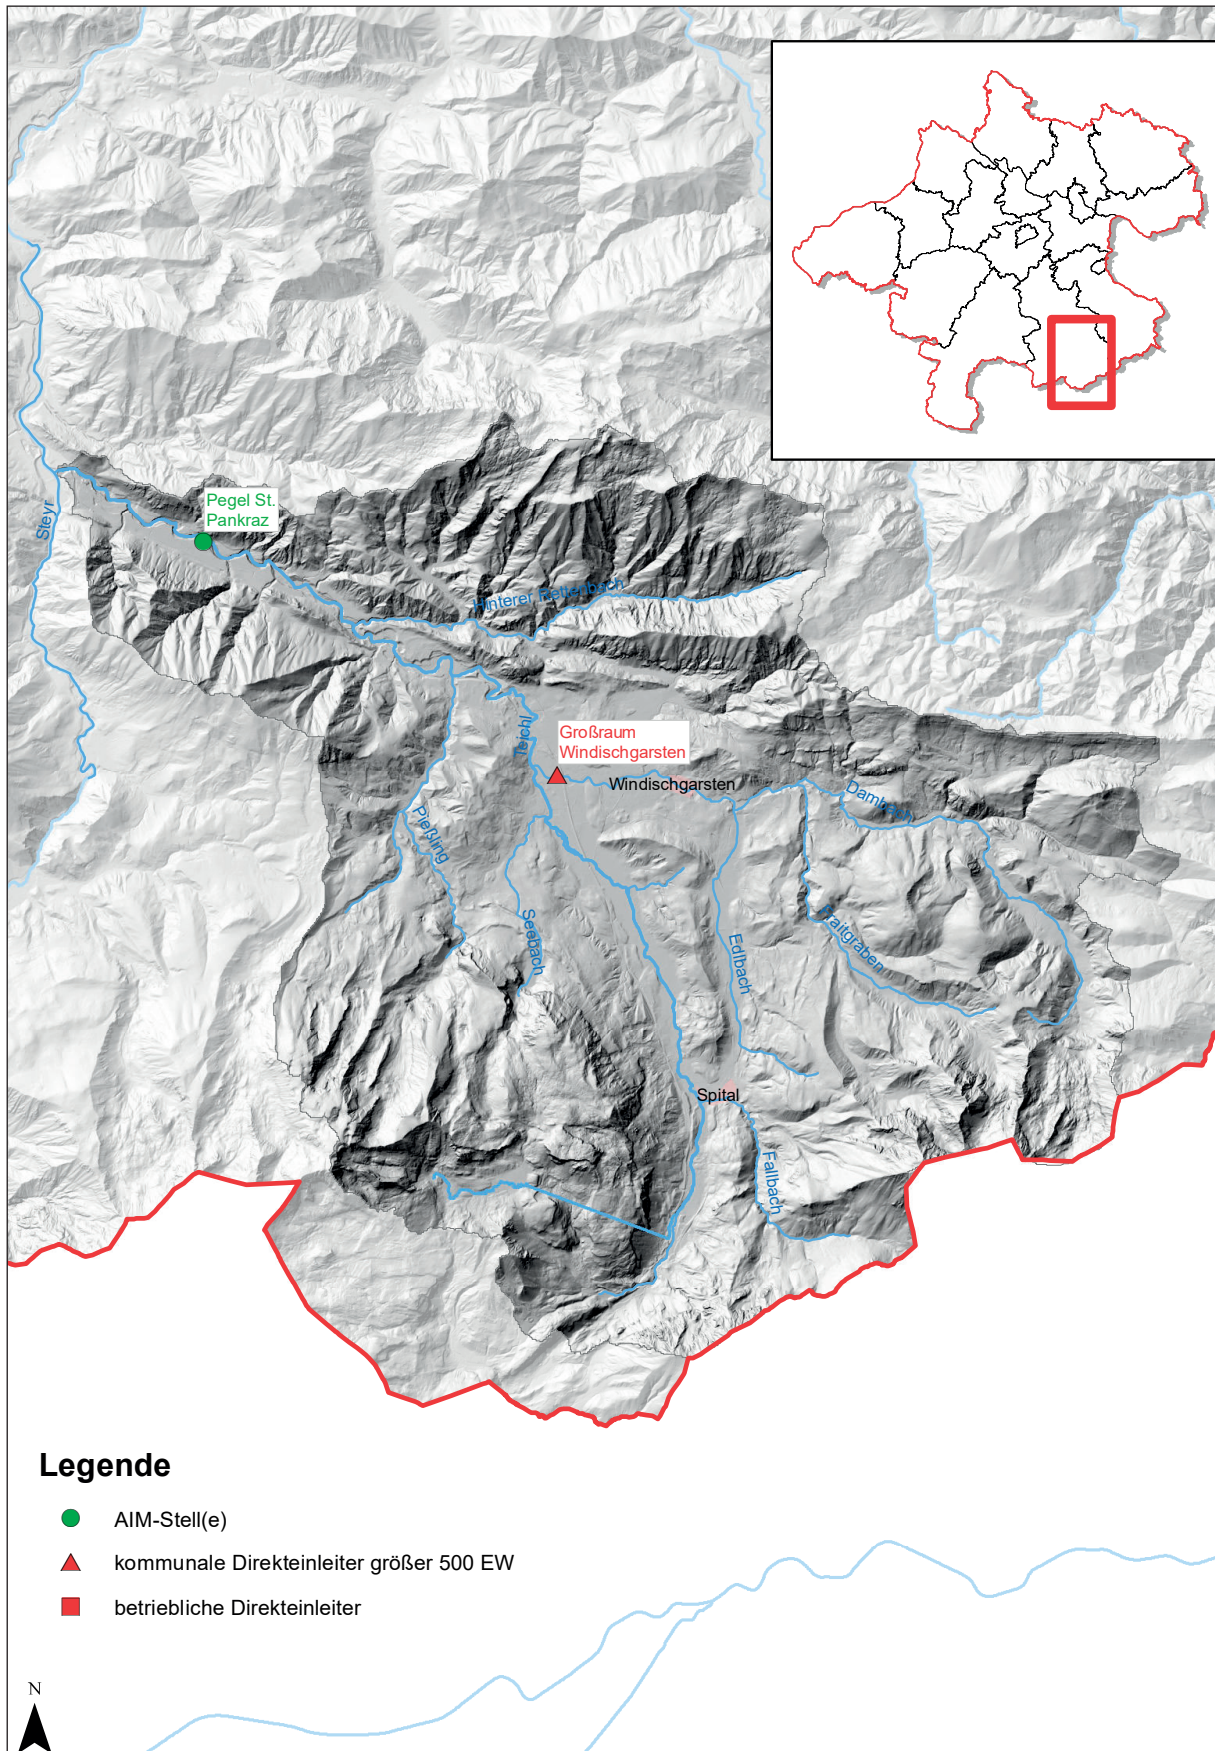 Pegel St.
Pankraz
Steyr
Hinterer Rettenbach
Teichl
Großraum
Windischgarsten
Windischgarsten
Dambach
Pießling
Seebach
Edlbach
Fraitgraben
Spital
Fallbach
Legende
AIM-Stell(e)
kommunale Direkteinleiter größer 500 EW
betriebliche Direkteinleiter
N